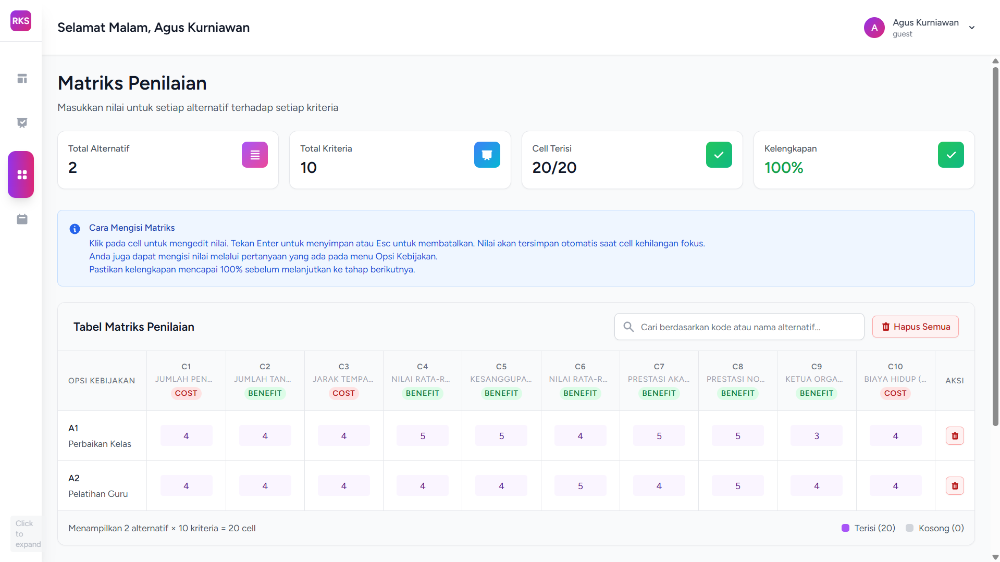 RKS
Selamat Malam, Agus Kurniawan
A
Agus Kurniawan
guest
Matriks Penilaian
Masukkan nilai untuk setiap alternatif terhadap setiap kriteria
Total Alternatif
2
Total Kriteria
10
Cell Terisi
20/20
Kelengkapan
100%
Cara Mengisi Matriks
Klik pada cell untuk mengedit nilai. Tekan Enter untuk menyimpan atau Esc untuk membatalkan. Nilai akan tersimpan otomatis saat cell kehilangan fokus.
Anda juga dapat mengisi nilai melalui pertanyaan yang ada pada menu Opsi Kebijakan.
Pastikan kelengkapan mencapai 100% sebelum melanjutkan ke tahap berikutnya.
Tabel Matriks Penilaian
Cari berdasarkan kode atau nama alternatif...
Hapus Semua
OPSI KEBIJAKAN
C1
JUMLAH PEN...
COST
C2
JUMLAH TAN...
BENEFIT
C3
JARAK TEMPA...
COST
C4
NILAI RATA-R...
BENEFIT
C5
KESANGGUPA...
BENEFIT
C6
NILAI RATA-R...
BENEFIT
C7
PRESTASI AKA...
BENEFIT
C8
PRESTASI NO...
BENEFIT
C9
KETUA ORGA...
BENEFIT
C10
BIAYA HIDUP (...
COST
AKSI
A1
Perbaikan Kelas
4 4 4 5 5 4 5 5 3 4
A2
Pelatihan Guru
4 4 4 4 4 5 4 5 4 4
Menampilkan 2 alternatif × 10 kriteria = 20 cell
Terisi (20)
Kosong (0)
Click
to
expand